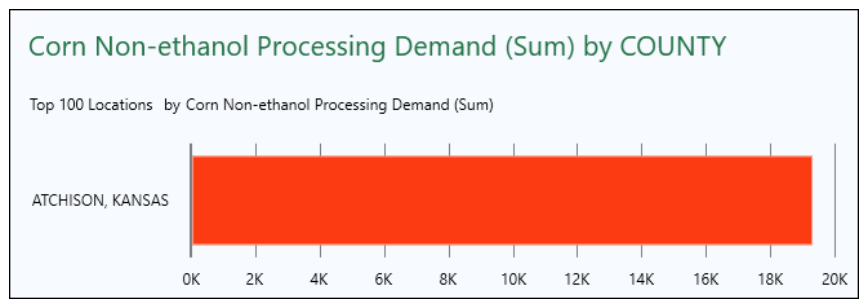 Corn Non-ethanol Processing Demand (Sum) by COUNTY
Top 100 Locations by Corn Non-ethanol Processing Demand (Sum)
ATCHISON, KANSAS
0K 2K 4K 6K 8K 10K 12K 14K 16K 18K 20K